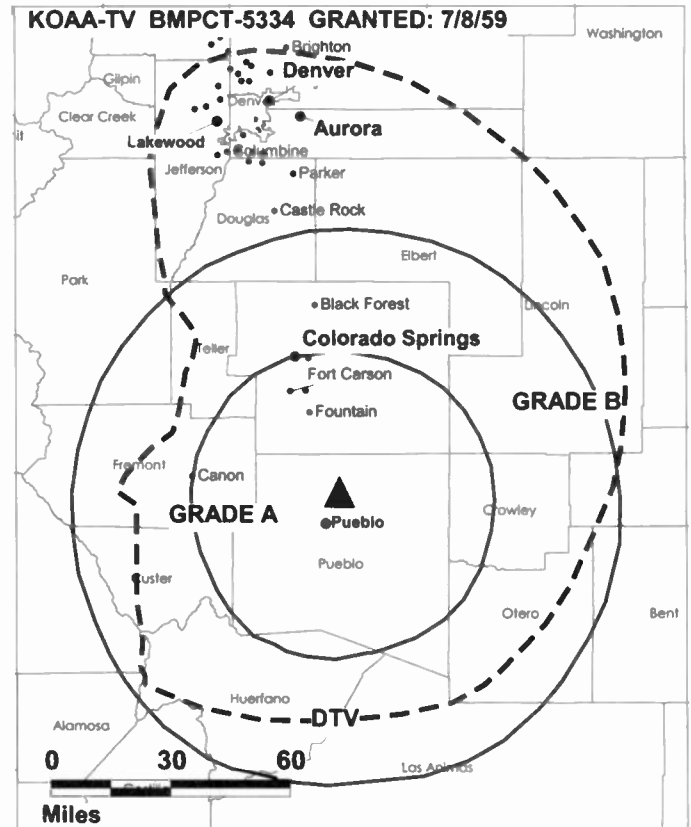 KOAA-TV BMPCT-5334 GRANTED: 7/8/59
Washington
Brighton
Gilpin
Denver
Denv
Clear Creek
Aurora
Lakewood
Columbine
Jefferson
Parker
Castle Rock
Douglas
Elbert
Park
Black Forest
Lincoln
Colorado Springs
Teller
Fort Carson
GRADE B
Fountain
Fremont
Canon
GRADE A
Crowley
Pueblo
Pueblo
Custer
Otero
Bent
Huerfano
DTV
Alamosa
0 30 60
Las Animas
Costilla
Miles